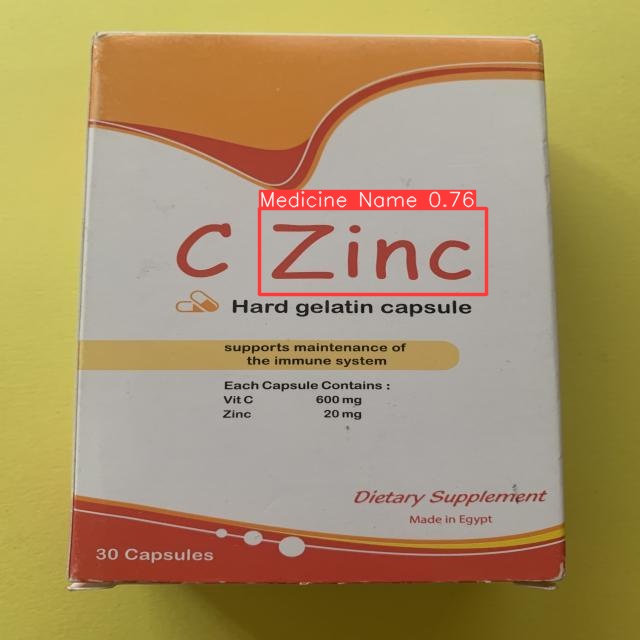 Medicine Name 0.76
C Zinc
Hard gelatin capsule
supports maintenance of
the immune system
Each Capsule Contains :
Vit C 600 mg
Zinc 20 mg
Dietary Supplement
Made in Egypt
30 Capsules